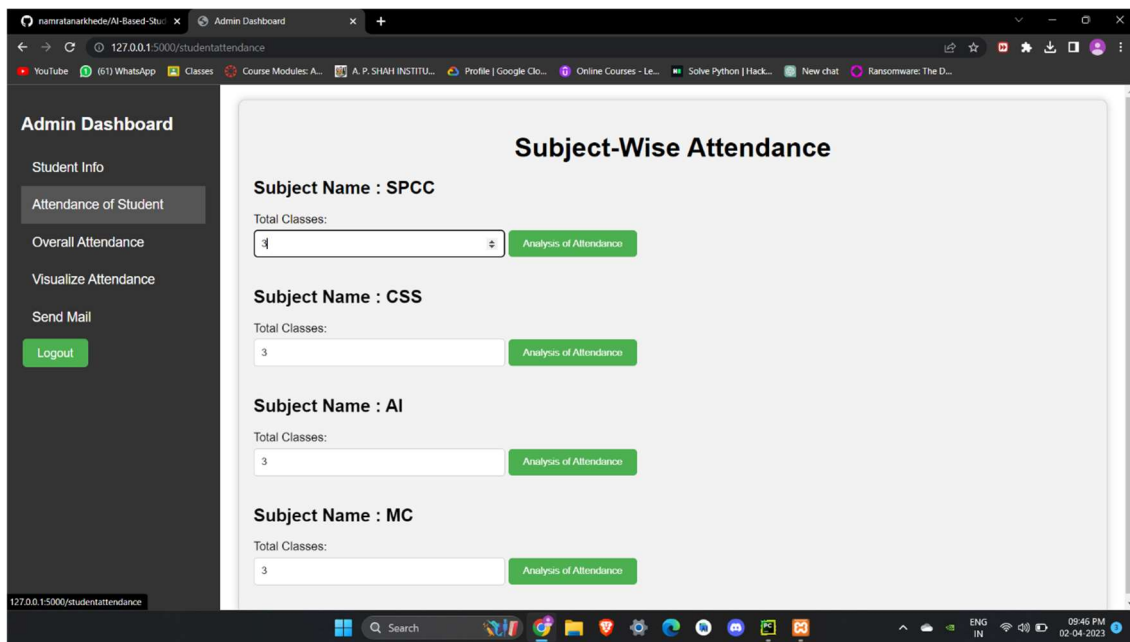 namratanarkhede/AI-Based-Stud
Admin Dashboard
127.0.0.1:5000/studentattendance
YouTube (61) WhatsApp Classes Course Modules: A... A. P. SHAH INSTITU... Profile | Google Clo... Online Courses - Le... Solve Python | Hack... New chat Ransomware: The D...
Admin Dashboard
Student Info
Attendance of Student
Overall Attendance
Visualize Attendance
Send Mail
Logout
Subject-Wise Attendance
Subject Name : SPCC
Total Classes:
3 Analysis of Attendance
Subject Name : CSS
Total Classes:
3 Analysis of Attendance
Subject Name : AI
Total Classes:
3 Analysis of Attendance
Subject Name : MC
Total Classes:
3 Analysis of Attendance
127.0.0.1:5000/studentattendance
Search
ENG
IN
09:46 PM
02-04-2023